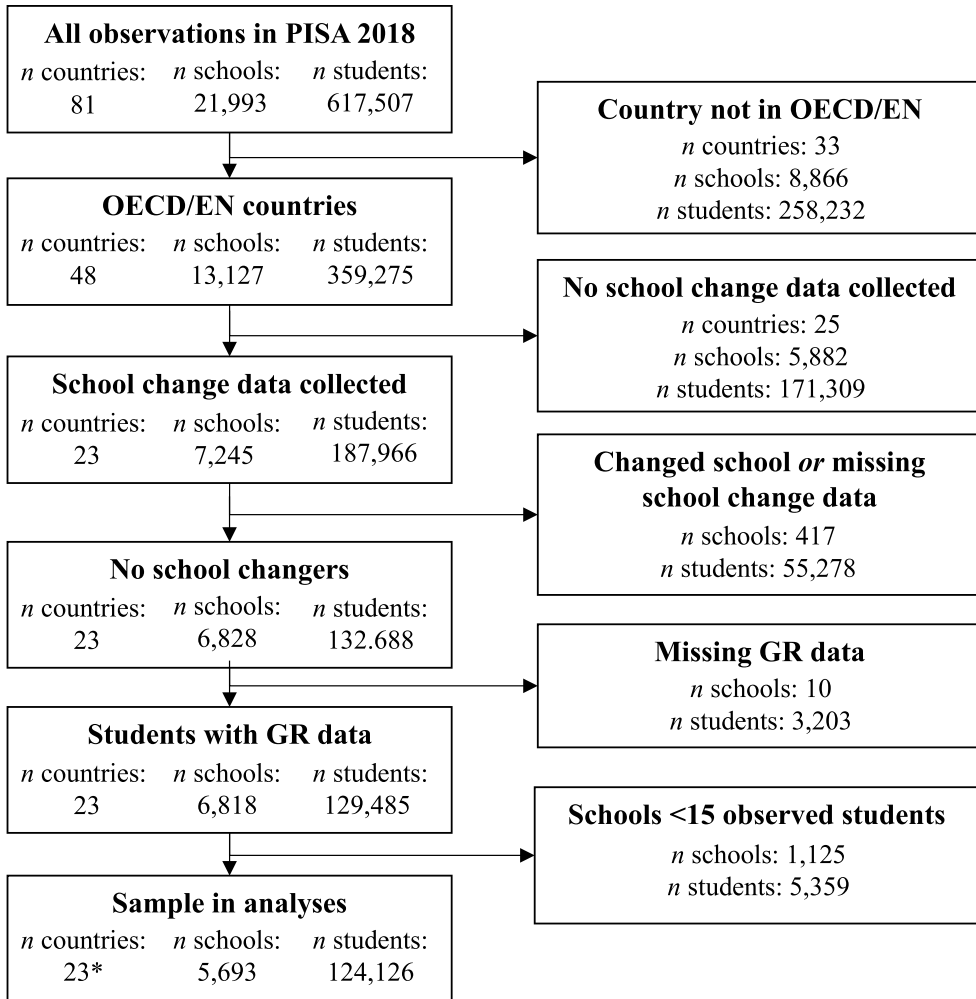 All observations in PISA 2018
n countries: n schools: n students:
81 21,993 617,507
Country not in OECD/EN
n countries: 33
n schools: 8,866
n students: 258,232
OECD/EN countries
n countries: n schools: n students:
48 13,127 359,275
No school change data collected
n countries: 25
n schools: 5,882
n students: 171,309
School change data collected
n countries: n schools: n students:
23 7,245 187,966
Changed school or missing
school change data
n schools: 417
n students: 55,278
No school changers
n countries: n schools: n students:
23 6,828 132.688
Missing GR data
n schools: 10
n students: 3,203
Students with GR data
n countries: n schools: n students:
23 6,818 129,485
Schools <15 observed students
n schools: 1,125
n students: 5,359
Sample in analyses
n countries: n schools: n students:
23* 5,693 124,126